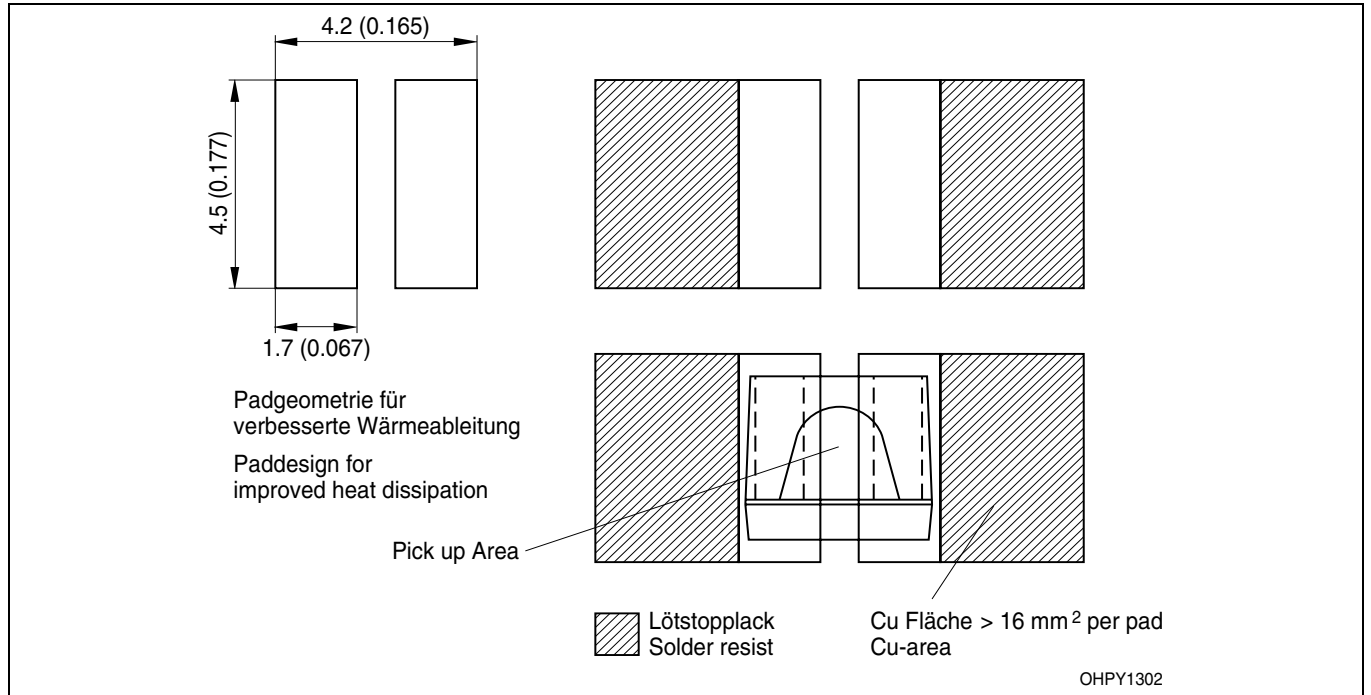 4.2 (0.165)
4.5 (0.177)
1.7 (0.067)
Padgeometrie für
verbesserte Wärmeableitung
Paddesign for
improved heat dissipation
Pick up Area
Lötstopplack
Solder resist
Cu Fläche > 16 mm² per pad
Cu-area
OHPY1302